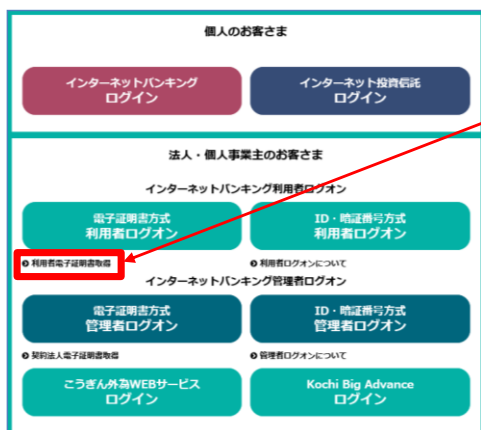 個人のお客さま
インターネットバンキング
ログイン
インターネット投資信託
ログイン
法人・個人事業主のお客さま
インターネットバンキング利用者ログオン
電子証明書方式
利用者ログオン
ID・暗証番号方式
利用者ログオン
利用者電子証明書取得
利用者ログオンについて
インターネットバンキング管理者ログオン
電子証明書方式
管理者ログオン
ID・暗証番号方式
管理者ログオン
契約法人電子証明書取得
管理者ログオンについて
こうぎん外為WEBサービス
ログイン
Kochi Big Advance
ログイン